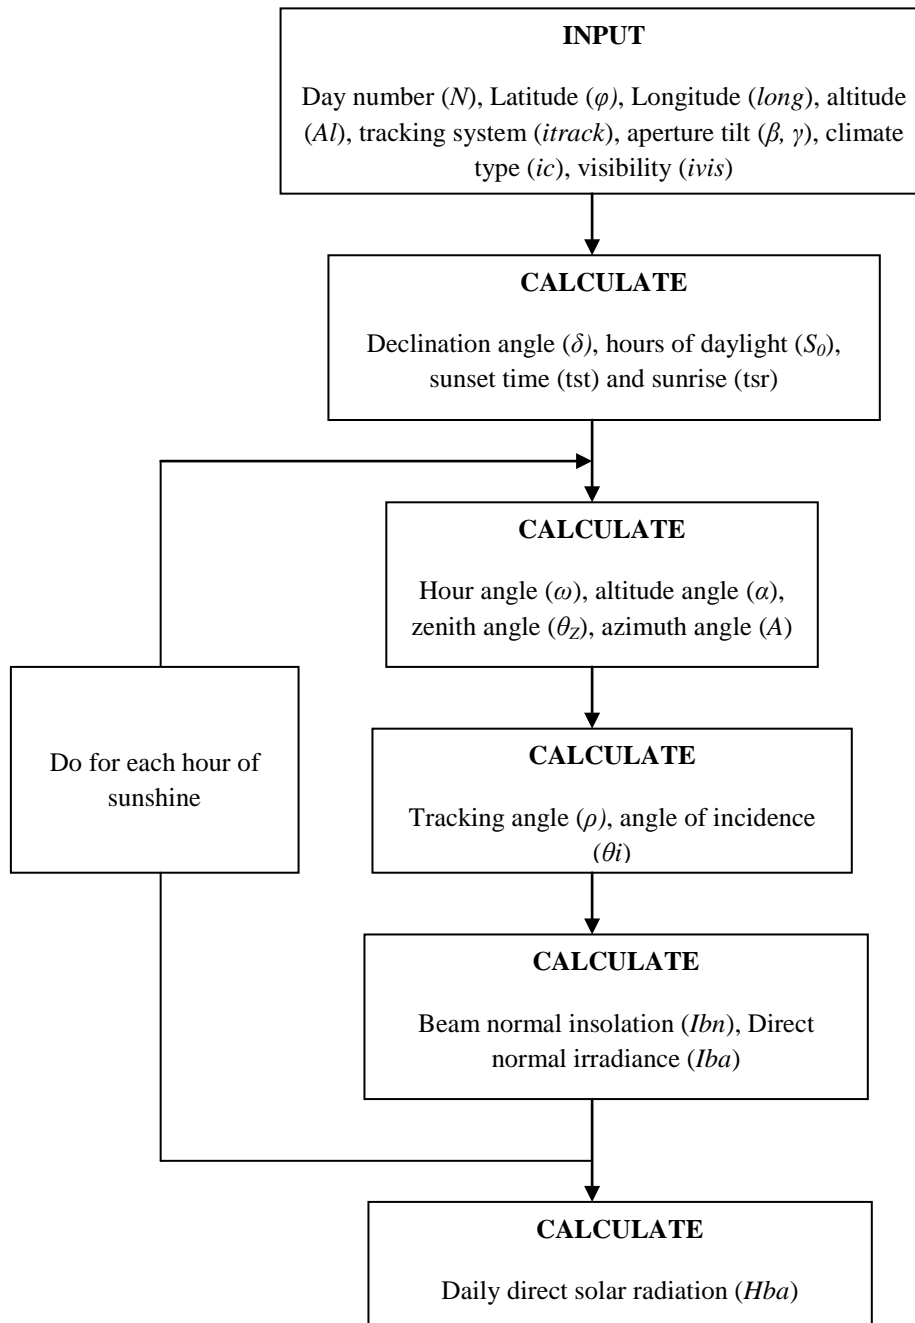 INPUT
Day number (N), Latitude (φ), Longitude (long), altitude
(Al), tracking system (itrack), aperture tilt (β, γ), climate
type (ic), visibility (ivis)
CALCULATE
Declination angle (δ), hours of daylight (S0),
sunset time (tst) and sunrise (tsr)
CALCULATE
Hour angle (ω), altitude angle (α),
zenith angle (θZ), azimuth angle (A)
Do for each hour of
sunshine
CALCULATE
Tracking angle (ρ), angle of incidence
(θi)
CALCULATE
Beam normal insolation (Ibn), Direct
normal irradiance (Iba)
CALCULATE
Daily direct solar radiation (Hba)